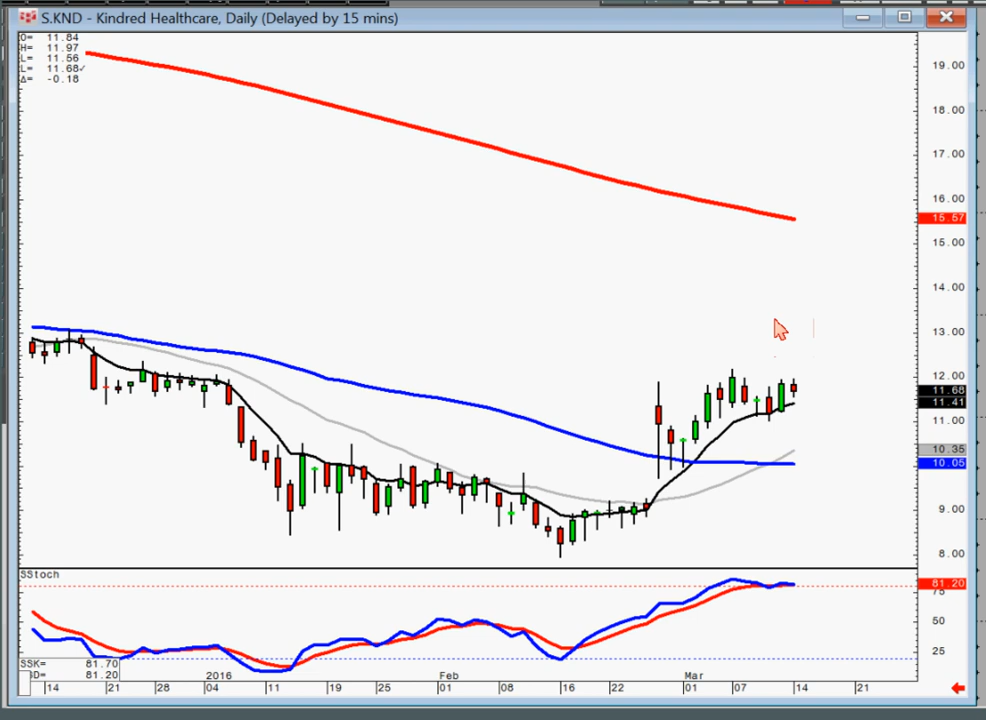 S.KND - Kindred Healthcare, Daily (Delayed by 15 mins)
O= 11.84
H= 11.97
L= 11.56
L= 11.68✓
Δ= -0.18
19.00
18.00
17.00
16.00
15.57
15.00
14.00
13.00
12.00
11.68
11.41
11.00
10.35
10.05
9.00
8.00
SStoch
81.20
75
50
25
SSK= 81.70
SD= 81.20
2016 Feb Mar
14 21 28 04 11 19 25 01 08 16 22 01 07 14 21